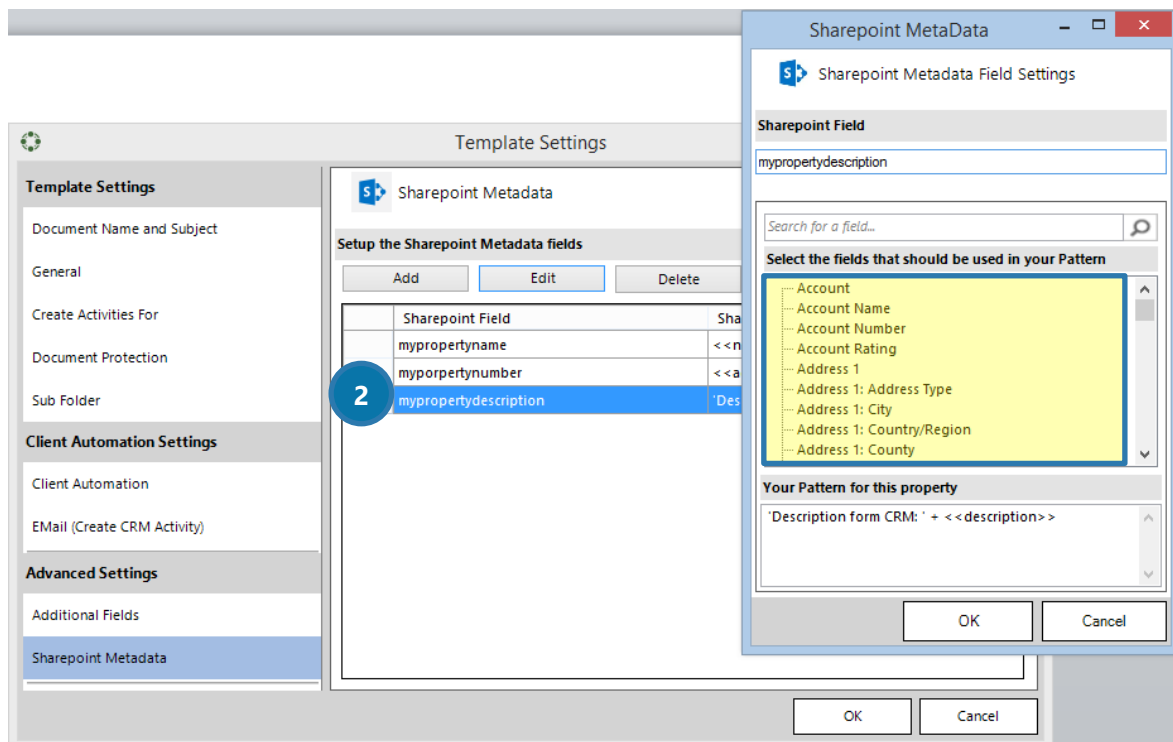 Sharepoint MetaData
Sharepoint Metadata Field Settings
Sharepoint Field
mypropertydescription
Search for a field...
Select the fields that should be used in your Pattern
Account
Account Name
Account Number
Account Rating
Address 1
Address 1: Address Type
Address 1: City
Address 1: Country/Region
Address 1: County
Your Pattern for this property
'Description form CRM: ' + <<description>>
OK Cancel
Template Settings
Template Settings
Document Name and Subject
General
Create Activities For
Document Protection
Sub Folder
Client Automation Settings
Client Automation
EMail (Create CRM Activity)
Advanced Settings
Additional Fields
Sharepoint Metadata
Sharepoint Metadata
Setup the Sharepoint Metadata fields
Add Edit Delete
Sharepoint Field Sha
mypropertyname <<n
myporpertynumber <<a
2
mypropertydescription 'Des
OK Cancel